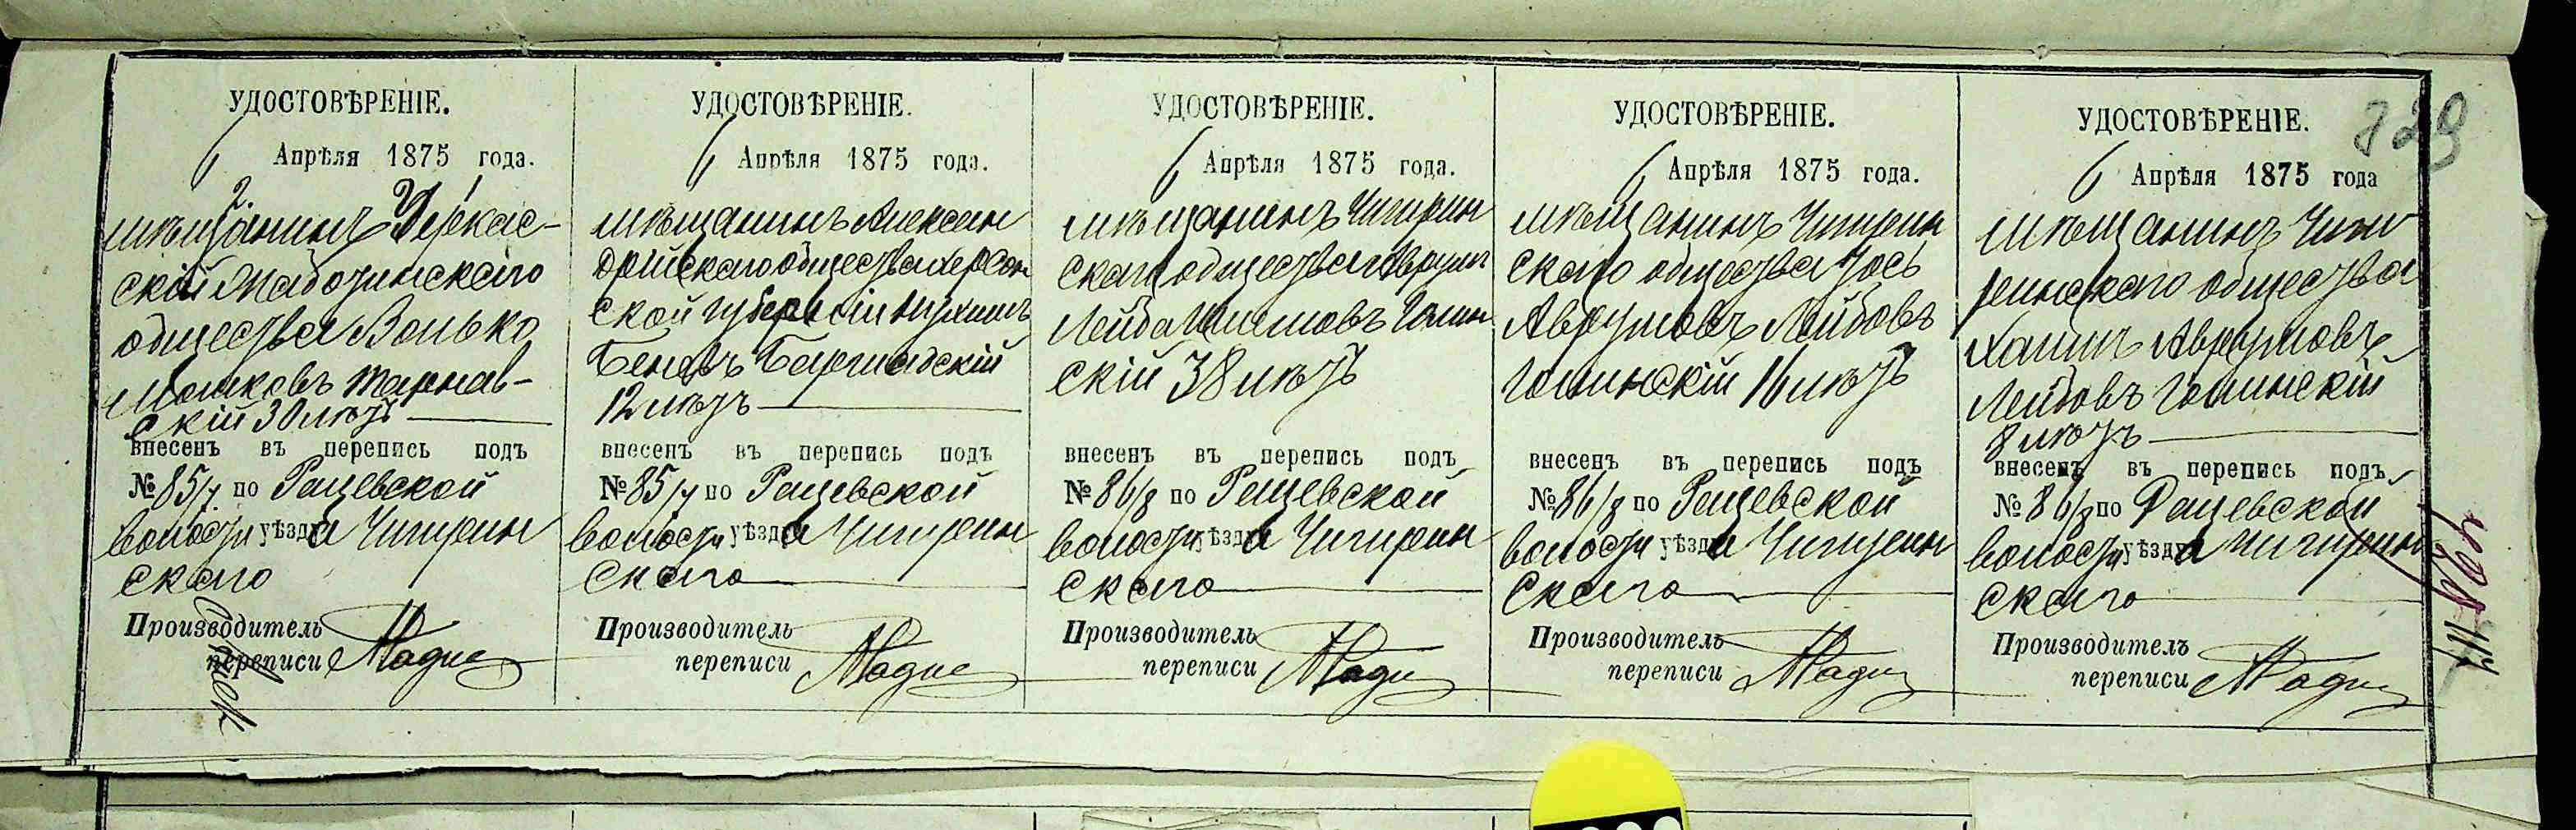 УДОСТОВѢРЕНІЕ.
6 Апрѣля 1875 года.
мѣщанинъ Черкас-
скій
общества Волько
Мошковъ Тарнав-
скій 30 лѣтъ
внесенъ въ перепись подъ
№ 85/7 по Рацевской
волости уѣзда Чигирин
скаго
Производитель
переписи
УДОСТОВѢРЕНІЕ.
6 Апрѣля 1875 года.
мѣщанинъ Алексан
дрійскаго общества херсон
ской губерніи Нухимъ
12 лѣтъ
внесенъ въ перепись подъ
№ 85/7 по Рацевской
волости уѣзда Чигирин
скаго
Производитель
переписи
УДОСТОВѢРЕНІЕ.
6 Апрѣля 1875 года.
мѣщанинъ Чигирин
скаго общества Аврумъ
Лейба
скій 38 лѣтъ
внесенъ въ перепись подъ
№ 86/8 по Рацевской
волости уѣзда Чигирин
скаго
Производитель
переписи
УДОСТОВѢРЕНІЕ.
6 Апрѣля 1875 года.
мѣщанинъ Чигирин
скаго общества Іось
Аврумовъ Лейбовъ
16 лѣтъ
внесенъ въ перепись подъ
№ 86/8 по Рацевской
волости уѣзда Чигирин
скаго
Производитель
переписи
УДОСТОВѢРЕНІЕ. 329
6 Апрѣля 1875 года
мѣщанинъ Чиги
ринскаго общества
Хаимъ Аврумовъ
Лейбовъ
8 лѣтъ
внесенъ въ перепись подъ
№ 86/8 по Рацевской
волости уѣзда Чигирин
скаго
Производитель
переписи